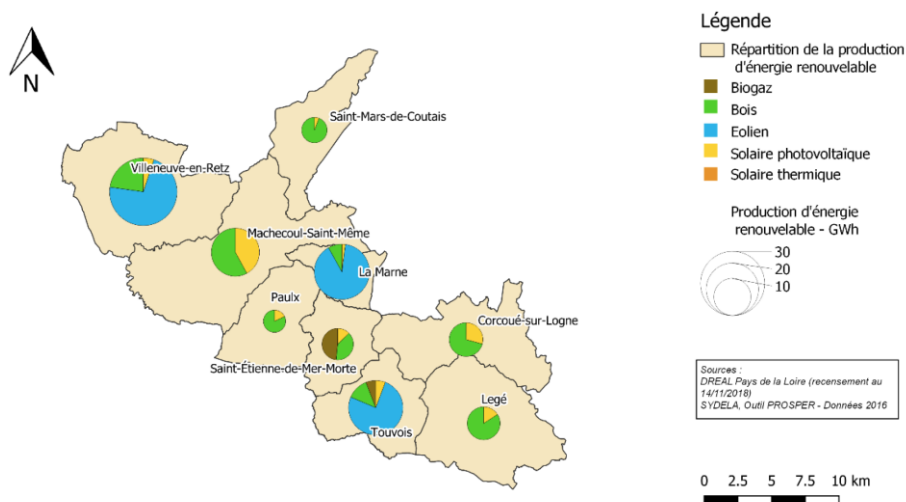 N
Saint-Mars-de-Coutais
Villeneuve-en-Retz
Machecoul-Saint-Même
La Marne
Paulx
Corcoué-sur-Logne
Saint-Étienne-de-Mer-Morte
Legé
Touvois
Légende
Répartition de la production
d'énergie renouvelable
Biogaz
Bois
Eolien
Solaire photovoltaïque
Solaire thermique
Production d'énergie
renouvelable - GWh
30
20
10
Sources :
DREAL Pays de la Loire (recensement au
14/11/2018)
SYDELA, Outil PROSPER - Données 2016
0 2.5 5 7.5 10 km